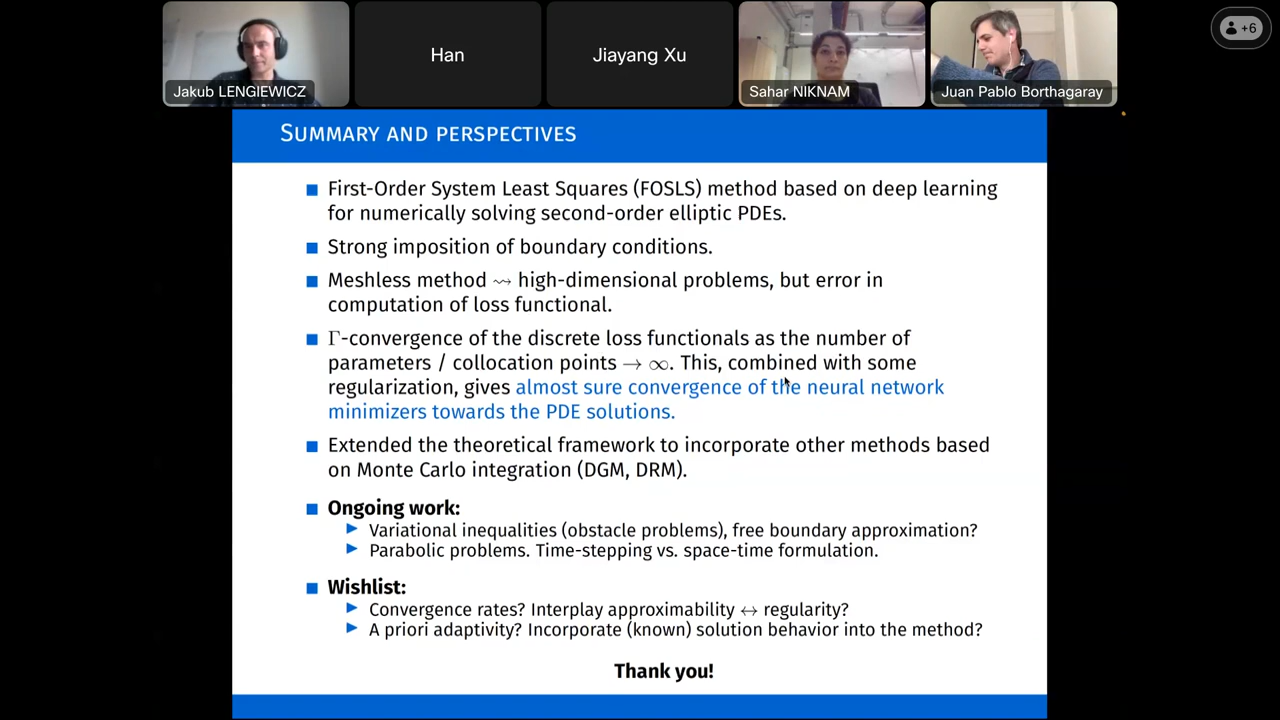 Jakub LENGIEWICZ
Han
Jiayang Xu
Sahar NIKNAM
Juan Pablo Borthagaray
+6
SUMMARY AND PERSPECTIVES
First-Order System Least Squares (FOSLS) method based on deep learning
for numerically solving second-order elliptic PDEs.
Strong imposition of boundary conditions.
Meshless method ⇝ high-dimensional problems, but error in
computation of loss functional.
Γ-convergence of the discrete loss functionals as the number of
parameters / collocation points → ∞. This, combined with some
regularization, gives almost sure convergence of the neural network
minimizers towards the PDE solutions.
Extended the theoretical framework to incorporate other methods based
on Monte Carlo integration (DGM, DRM).
Ongoing work:
Variational inequalities (obstacle problems), free boundary approximation?
Parabolic problems. Time-stepping vs. space-time formulation.
Wishlist:
Convergence rates? Interplay approximability ↔ regularity?
A priori adaptivity? Incorporate (known) solution behavior into the method?
Thank you!